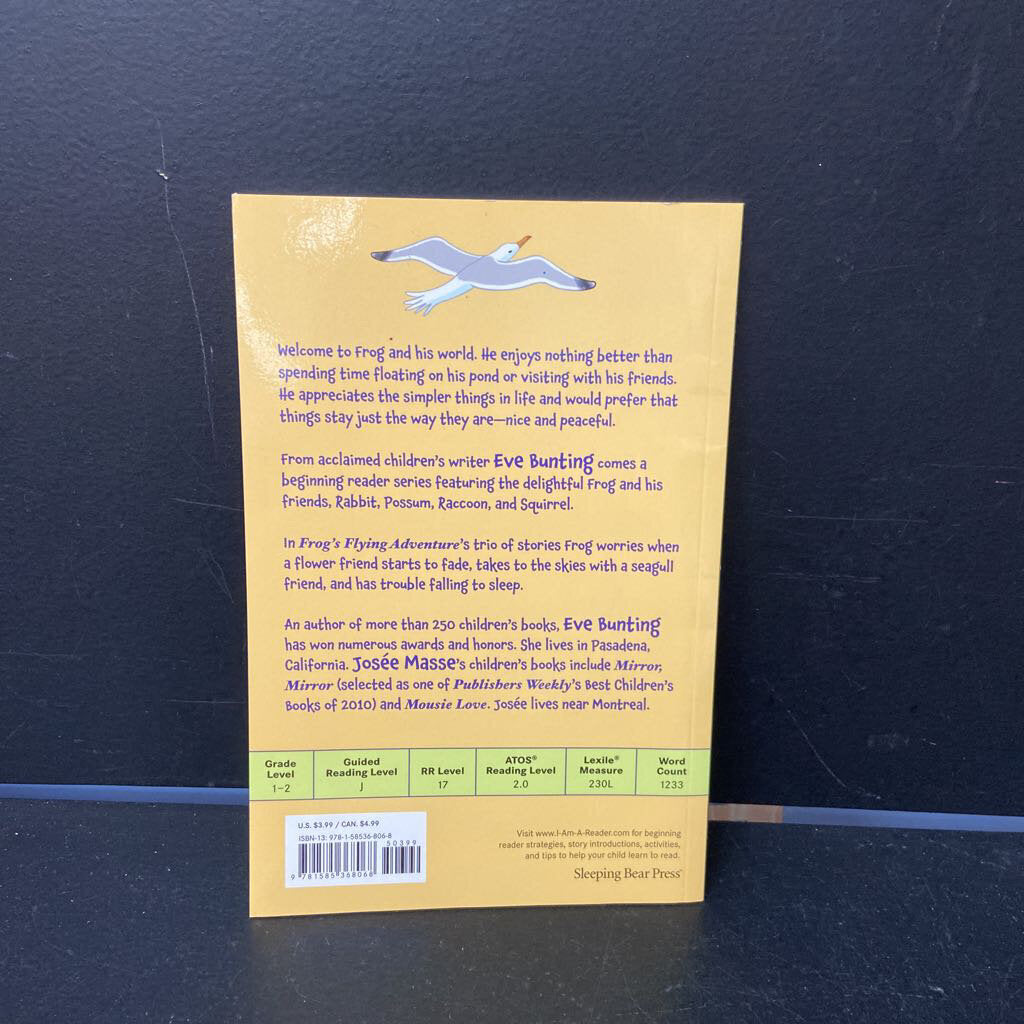 Welcome to Frog and his world. He enjoys nothing better than
spending time floating on his pond or visiting with his friends.
He appreciates the simpler things in life and would prefer that
things stay just the way they are—nice and peaceful.
From acclaimed children's writer Eve Bunting comes a
beginning reader series featuring the delightful Frog and his
friends, Rabbit, Possum, Raccoon, and Squirrel.
In Frog's Flying Adventure's trio of stories Frog worries when
a flower friend starts to fade, takes to the skies with a seagull
friend, and has trouble falling to sleep.
An author of more than 250 children's books, Eve Bunting
has won numerous awards and honors. She lives in Pasadena,
California. Josée Masse's children's books include Mirror,
Mirror (selected as one of Publishers Weekly's Best Children's
Books of 2010) and Mousie Love. Josée lives near Montreal.
Grade
Level
1–2
Guided
Reading Level
J
RR Level
17
ATOS®
Reading Level
2.0
Lexile®
Measure
230L
Word
Count
1233
U.S. $3.99 / CAN. $4.99
ISBN-13: 978-1-58536-806-8
50399
9 781585 368068
Visit www.I-Am-A-Reader.com for beginning
reader strategies, story introductions, activities,
and tips to help your child learn to read.
Sleeping Bear Press®